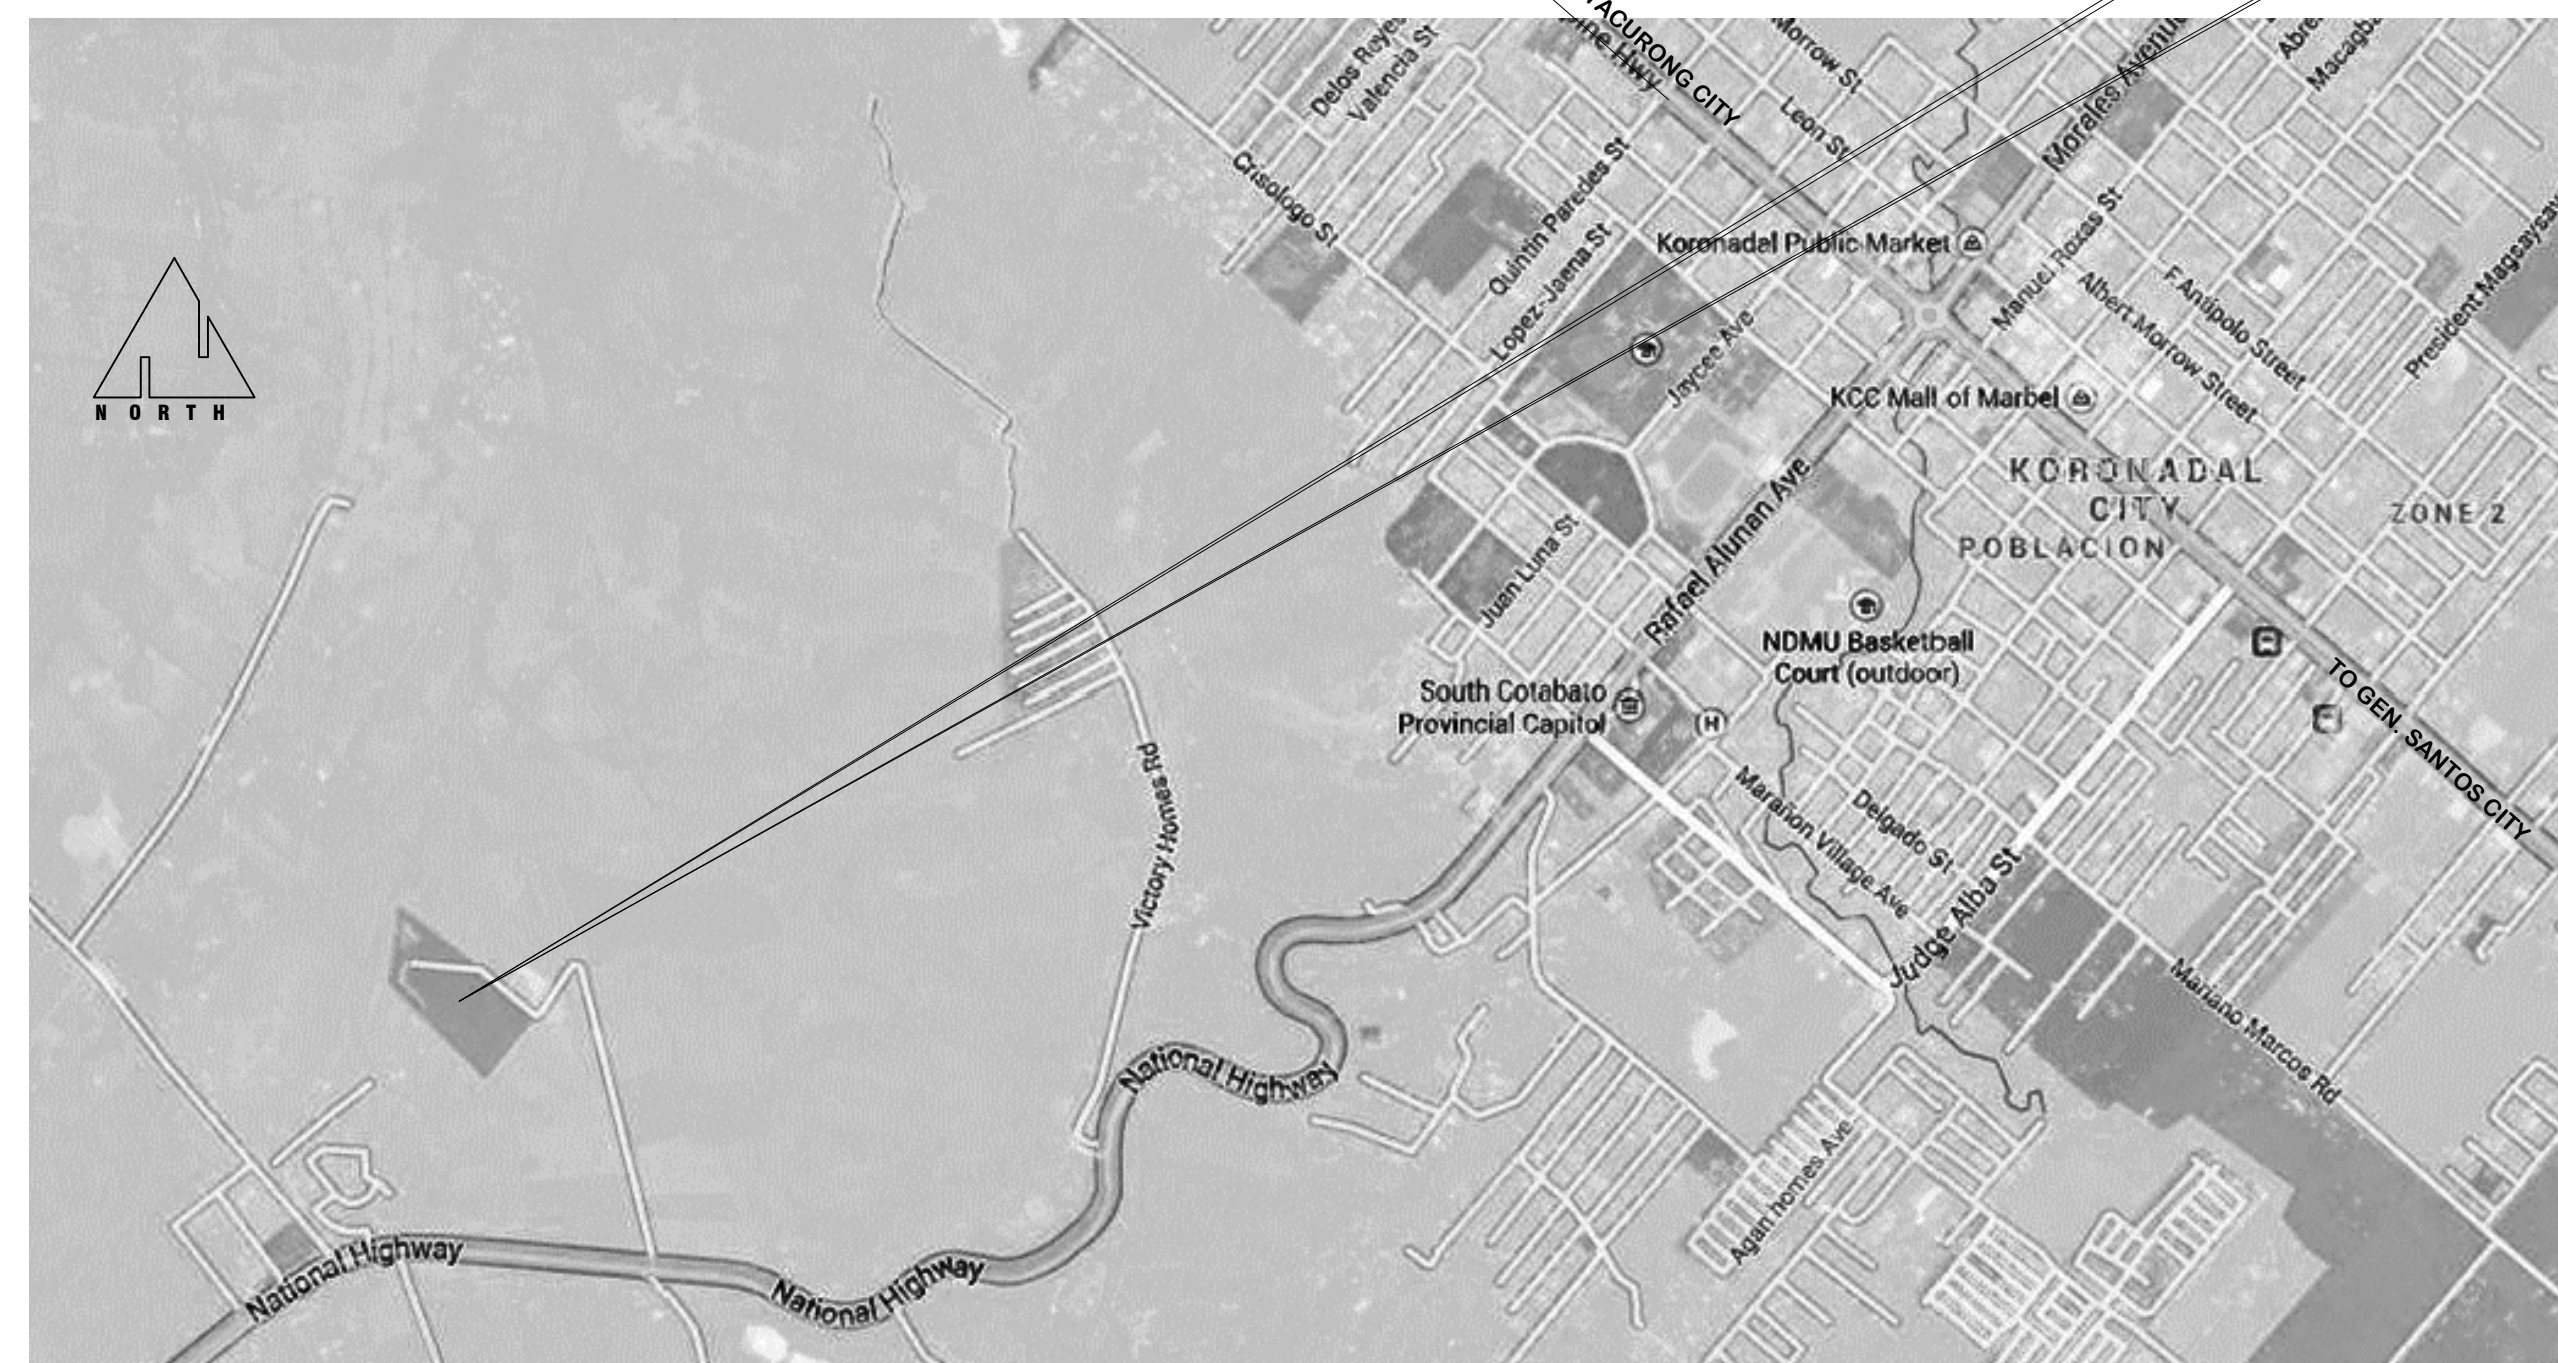 TACURONG CITY
Morrow St
Valencia St
Leon St
Morales Avenue
Crisologo St
Quintin Paredes St
Lopez-Jaena St
Koronadal Public Market
Manuel Roxas St
F Antipolo Street
Albert Morrow Street
President
NORTH
Jaycee Ave
KCC Mall of Marbel
KORONADAL
CITY
POBLACION
ZONE 2
Rafael Alunan Ave
Juan Luna St
NDMU Basketball
Court (outdoor)
South Cotabato
Provincial Capitol
H
TO GEN. SANTOS CITY
Victory Homes Rd
Marañon Village Ave
Delgado St
Judge Alba St
Mariano Marcos Rd
National Highway
Agan homes Ave
National Highway
National Highway